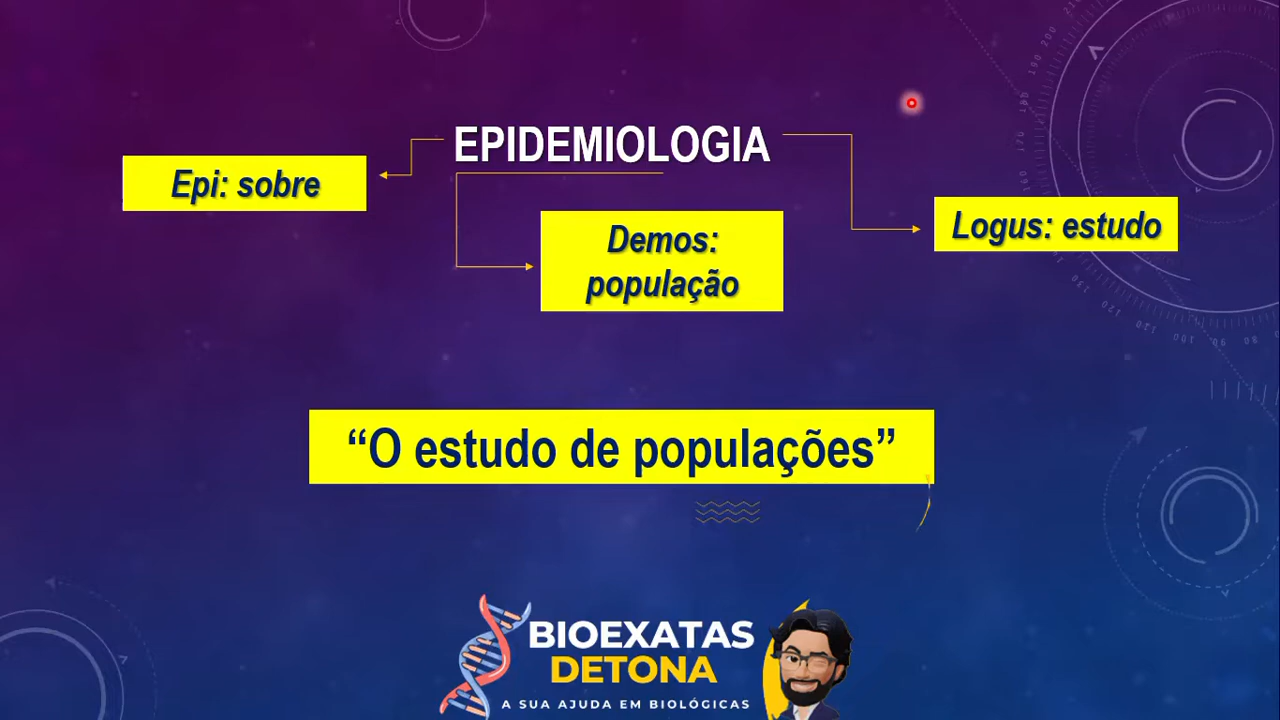 EPIDEMIOLOGIA
Epi: sobre
Demos:
população
Logus: estudo
“O estudo de populações”
BIOEXATAS
DETONA
A SUA AJUDA EM BIOLÓGICAS